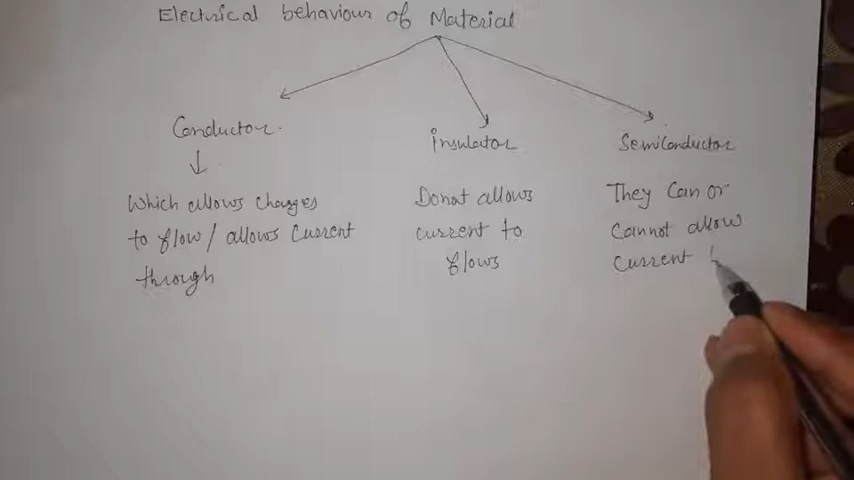 Electrical behaviour of Material
Conductor.
insulator
Semiconductor
Which allows charges
to flow / allows current
through
Donot allows
current to
flows
They Can or
Cannot allow
Current